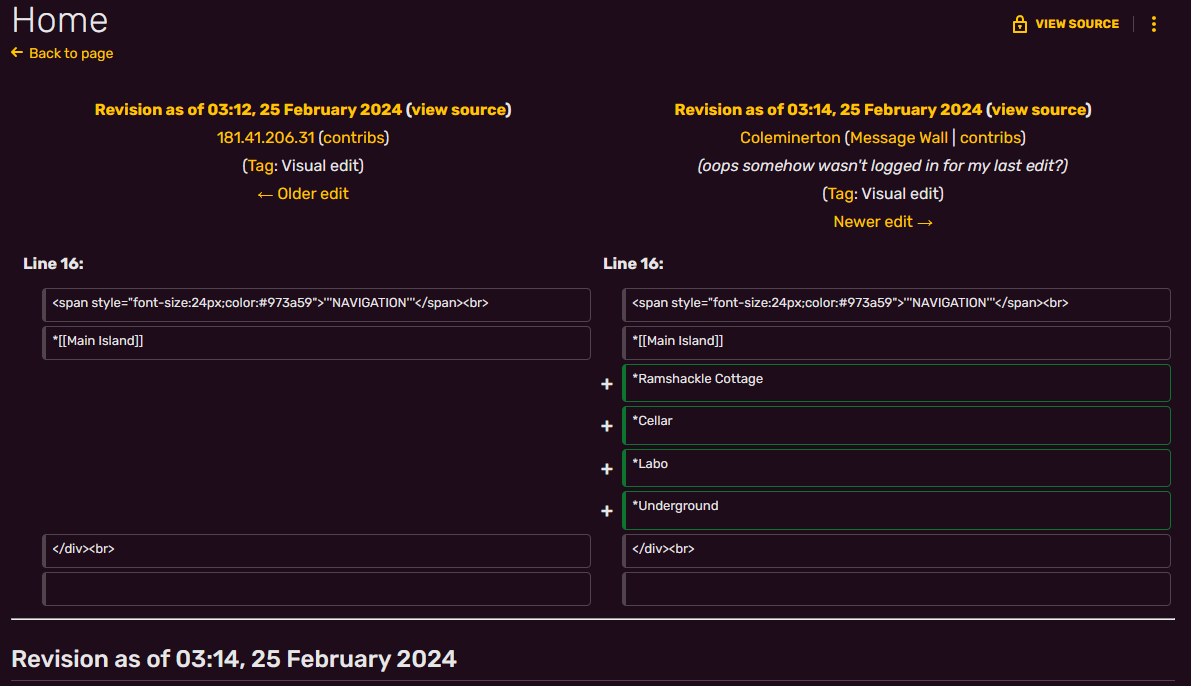 Home
VIEW SOURCE
← Back to page
Revision as of 03:12, 25 February 2024 (view source)
181.41.206.31 (contribs)
(Tag: Visual edit)
← Older edit
Revision as of 03:14, 25 February 2024 (view source)
Coleminerton (Message Wall | contribs)
(oops somehow wasn't logged in for my last edit?)
(Tag: Visual edit)
Newer edit →
Line 16:
Line 16:
<span style="font-size:24px;color:#973a59">'''NAVIGATION'''</span><br>
<span style="font-size:24px;color:#973a59">'''NAVIGATION'''</span><br>
*[[Main Island]]
*[[Main Island]]
+ *Ramshackle Cottage
+ *Cellar
+ *Labo
+ *Underground
</div><br>
</div><br>
Revision as of 03:14, 25 February 2024